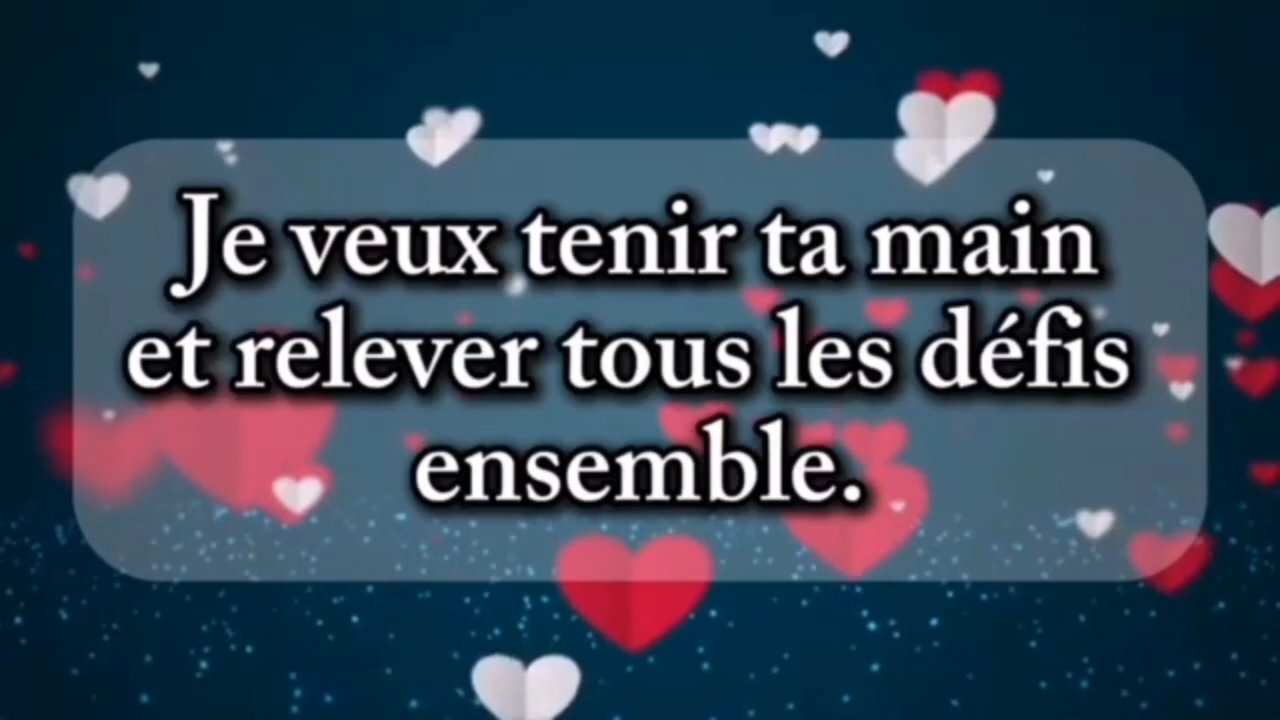 Je veux tenir ta main
et relever tous les défis
ensemble.